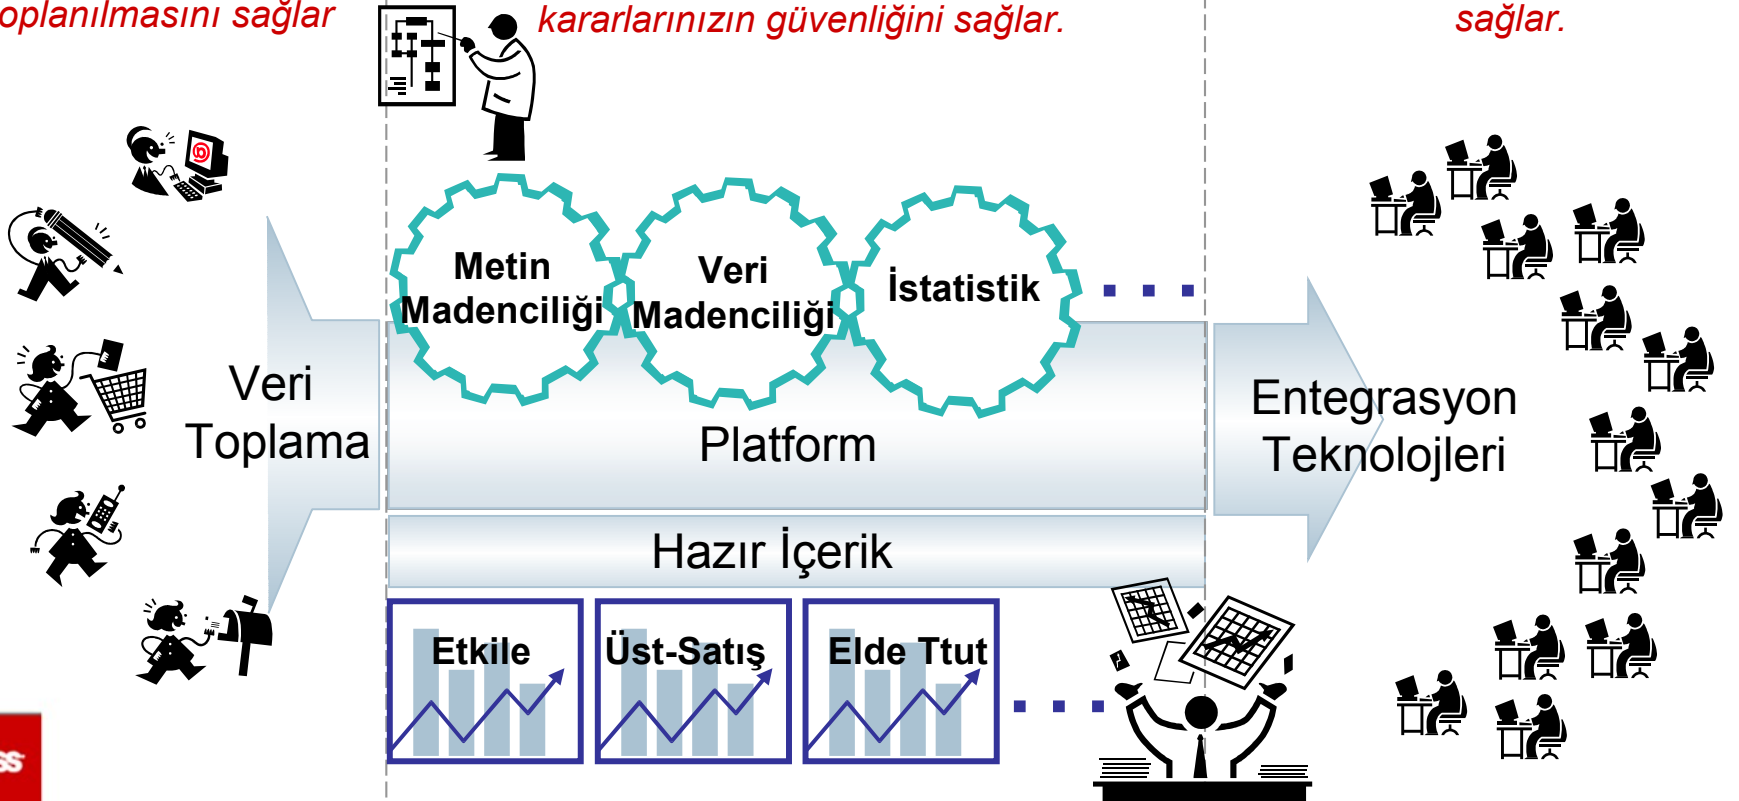 oplanılmasını sağlar
kararlarınızın güvenliğini sağlar.
sağlar.
Metin
Madenciliği
Veri
Madenciliği
İstatistik
Veri
Toplama
Platform
Entegrasyon
Teknolojleri
Hazır İçerik
Etkile
Üst-Satış
Elde Ttut